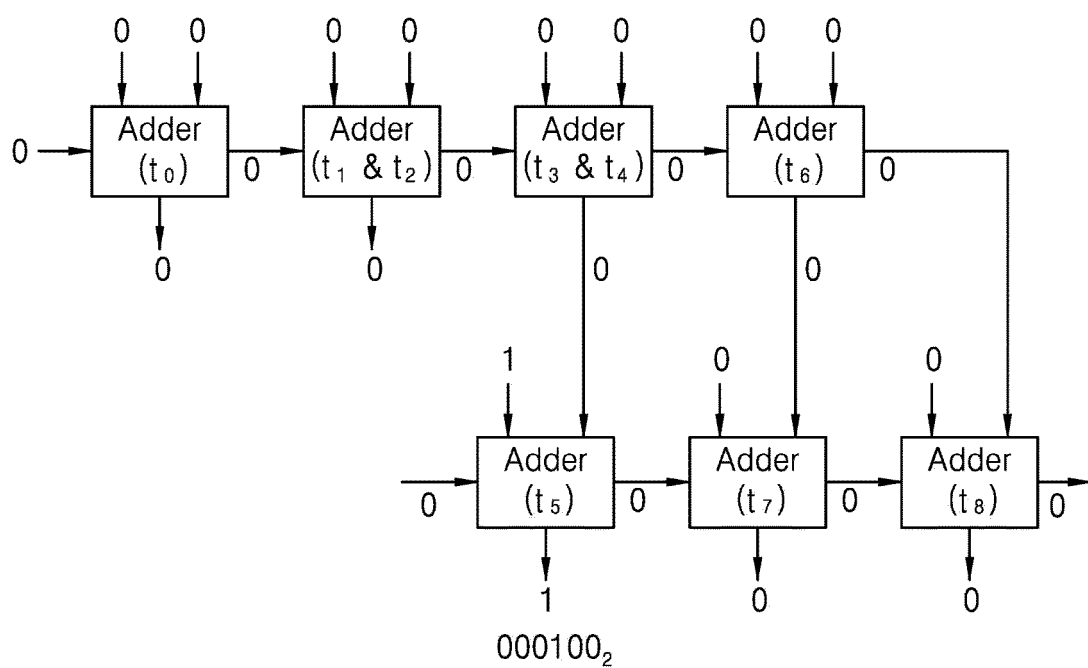 0 0 0 0 0 0 0 0
Adder Adder Adder Adder
0 (t₀) 0 (t₁ & t₂) 0 (t₃ & t₄) 0 (t₆) 0
0 0 0 0
1 0 0
Adder Adder Adder
0 (t₅) 0 (t₇) 0 (t₈) 0
1 0 0
000100₂